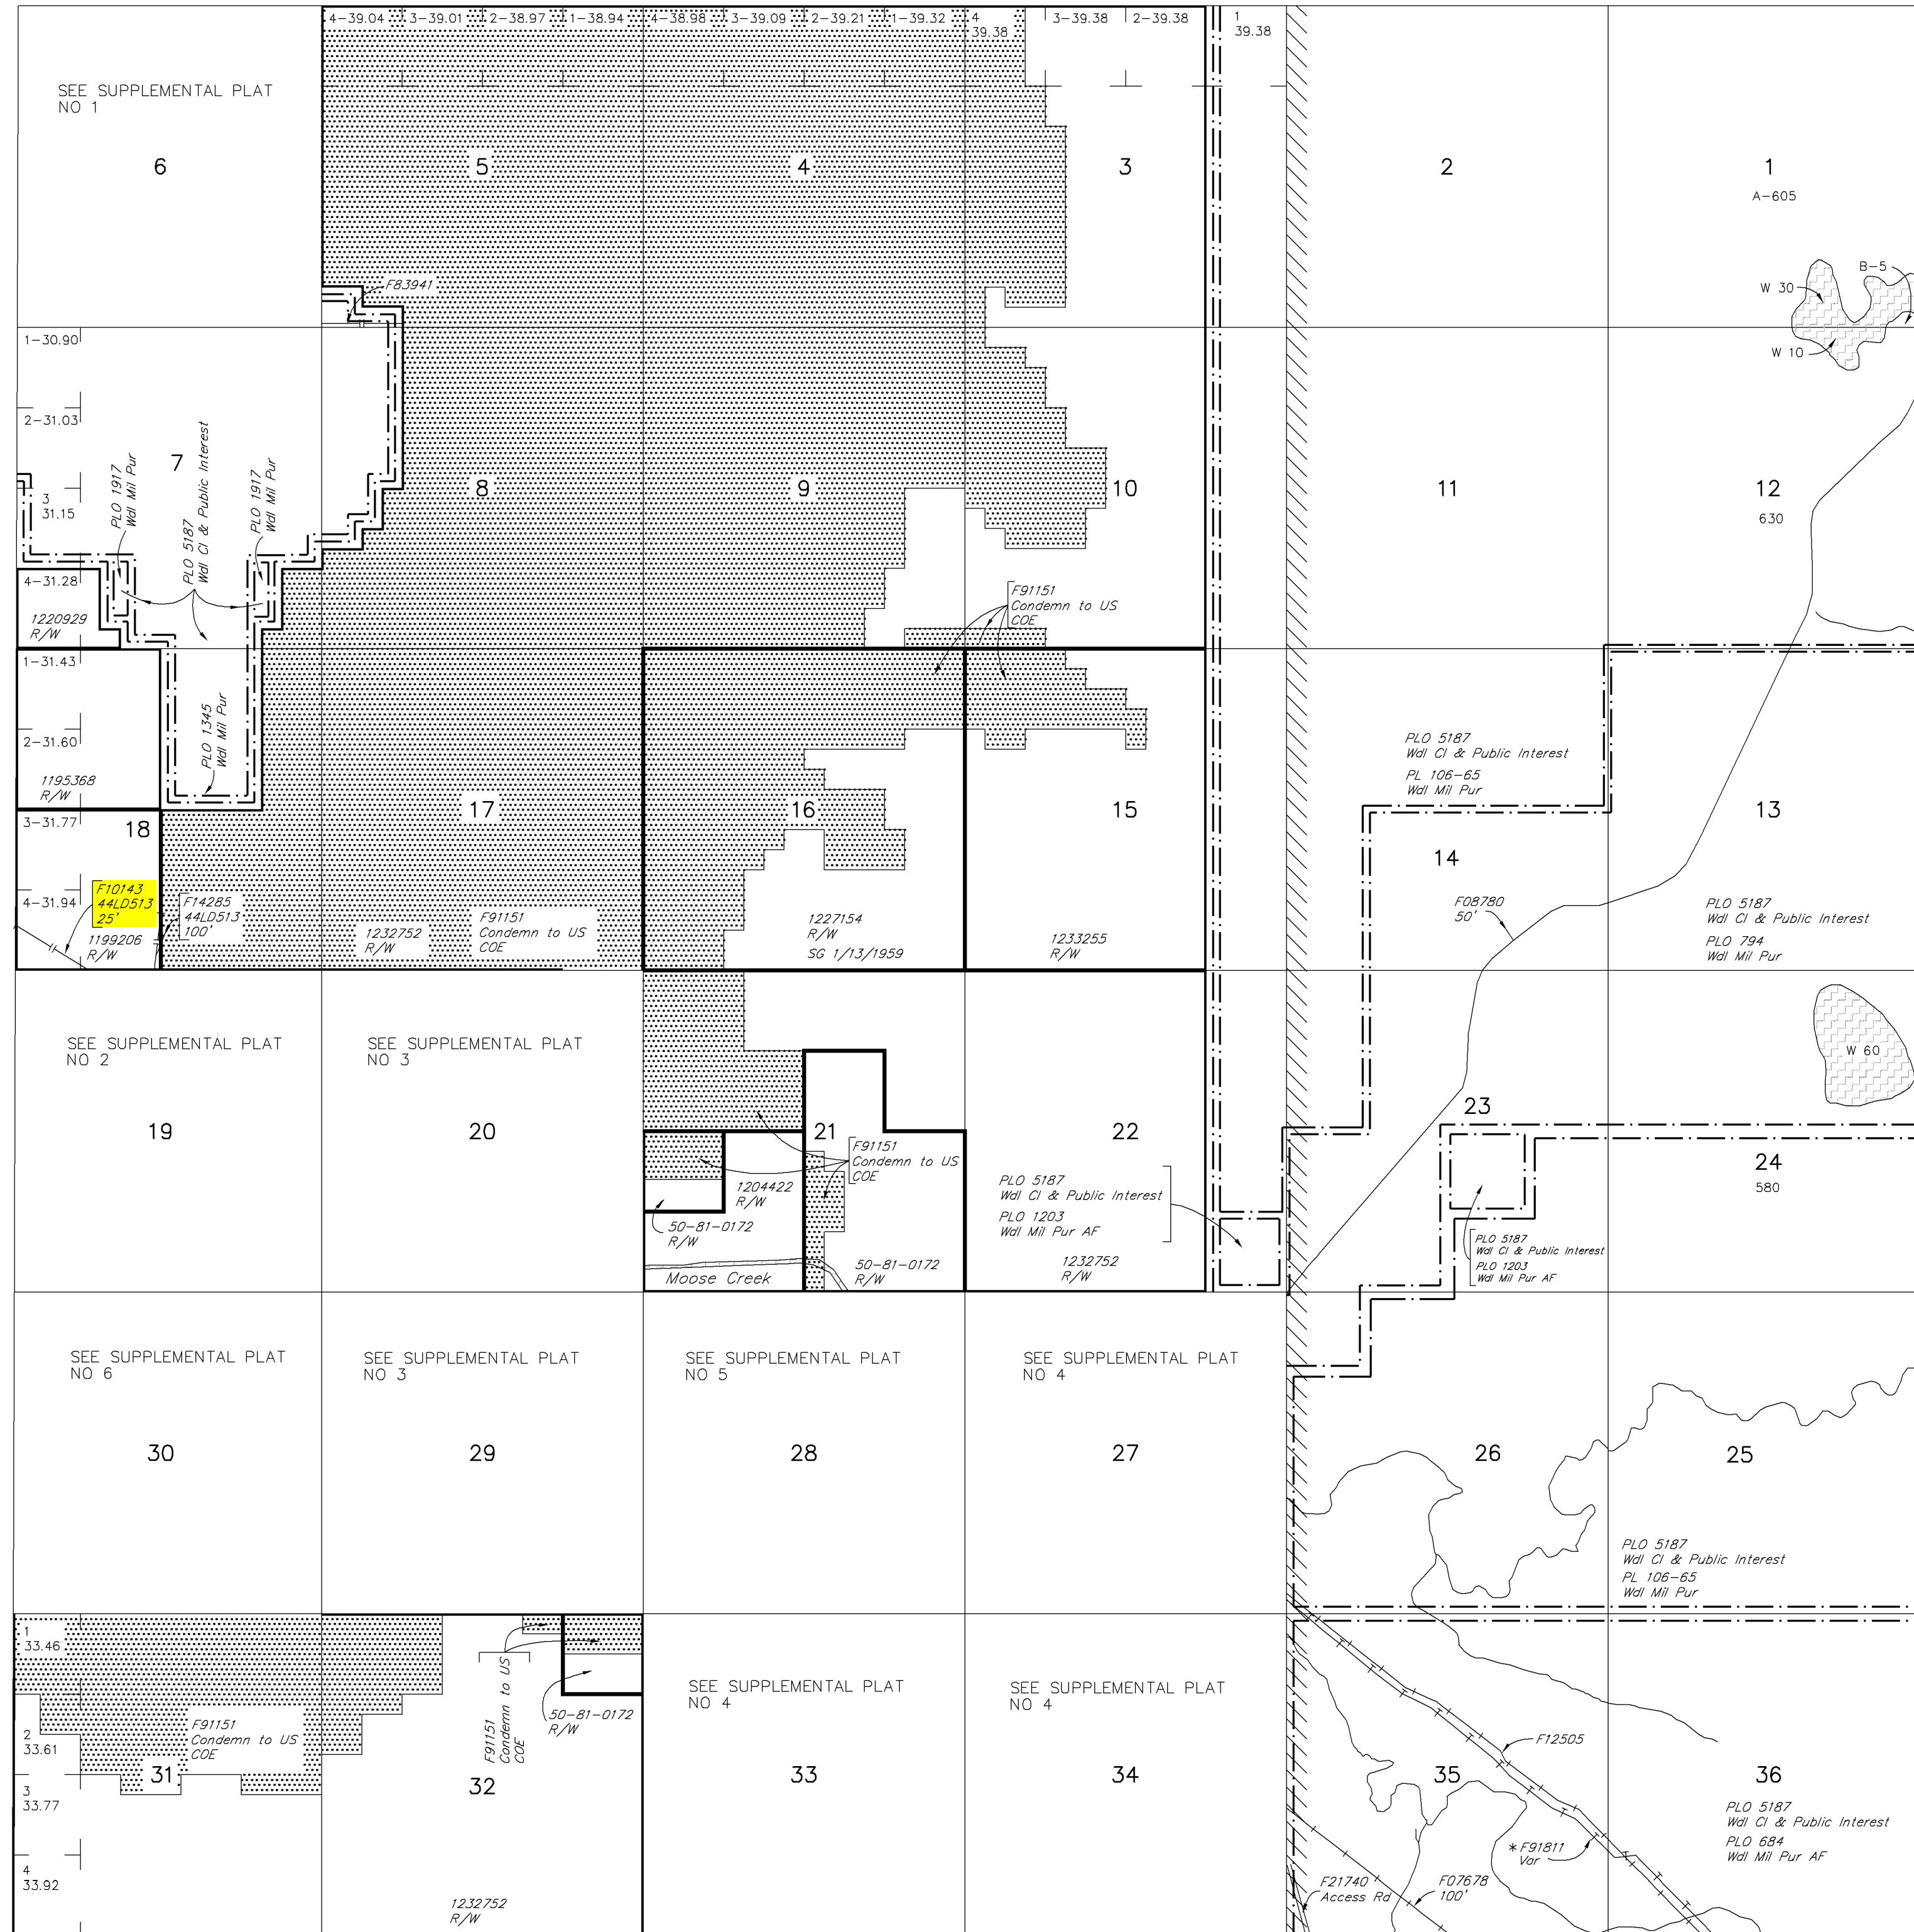 4-39.04
3-39.01
2-38.97
1-38.94
4-38.98
3-39.09
2-39.21
1-39.32
4
39.38
3-39.38
2-39.38
1
39.38
SEE SUPPLEMENTAL PLAT
NO 1
6
5
4
3
2
1
A-605
B-5
W 30
W 10
F83941
1-30.90
2-31.03
3
31.15
4-31.28
7
PLO 1917
Wdl Mil Pur
PLO 5187
Wdl Cl & Public Interest
PLO 1917
Wdl Mil Pur
8
9
10
11
12
630
1220929
R/W
F91151
Condemn to US
COE
1-31.43
2-31.60
1195368
R/W
PLO 1345
Wdl Mil Pur
3-31.77
18
17
16
15
PLO 5187
Wdl Cl & Public Interest
PL 106-65
Wdl Mil Pur
14
13
4-31.94
F10143
44LD513
25'
F14285
44LD513
100'
1199206
R/W
1232752
R/W
F91151
Condemn to US
COE
1227154
R/W
SG 1/13/1959
1233255
R/W
F08780
50'
PLO 5187
Wdl Cl & Public Interest
PLO 794
Wdl Mil Pur
SEE SUPPLEMENTAL PLAT
NO 2
SEE SUPPLEMENTAL PLAT
NO 3
W 60
19
20
21
22
23
24
580
F91151
Condemn to US
COE
1204422
R/W
50-81-0172
R/W
Moose Creek
50-81-0172
R/W
PLO 5187
Wdl Cl & Public Interest
PLO 1203
Wdl Mil Pur AF
1232752
R/W
PLO 5187
Wdl Cl & Public Interest
PLO 1203
Wdl Mil Pur AF
SEE SUPPLEMENTAL PLAT
NO 6
SEE SUPPLEMENTAL PLAT
NO 3
SEE SUPPLEMENTAL PLAT
NO 5
SEE SUPPLEMENTAL PLAT
NO 4
30
29
28
27
26
25
PLO 5187
Wdl Cl & Public Interest
PL 106-65
Wdl Mil Pur
1
33.46
2
33.61
3
33.77
4
33.92
F91151
Condemn to US
COE
31
F91151
Condemn to US
COE
50-81-0172
R/W
32
1232752
R/W
SEE SUPPLEMENTAL PLAT
NO 4
33
SEE SUPPLEMENTAL PLAT
NO 4
34
F12505
35
36
PLO 5187
Wdl Cl & Public Interest
PLO 684
Wdl Mil Pur AF
* F91811
Var
F21740
Access Rd
F07678
100'